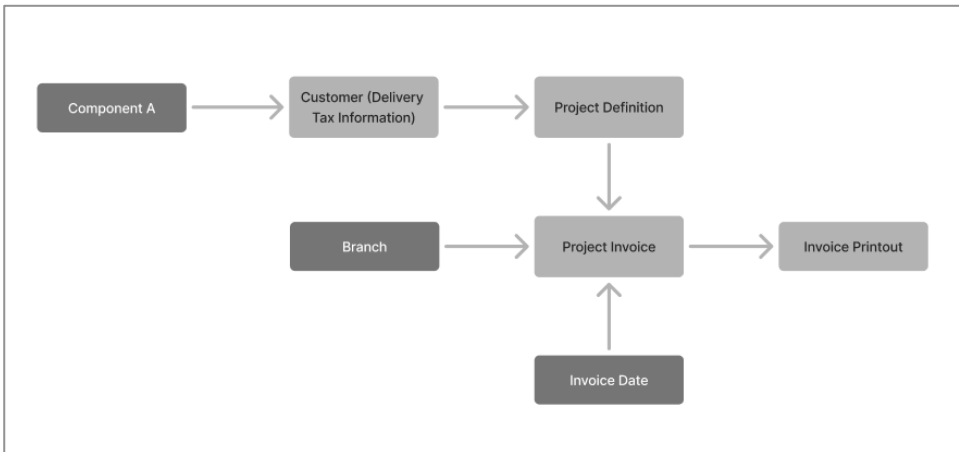 Component A
Customer (Delivery
Tax Information)
Project Definition
Branch
Project Invoice
Invoice Printout
Invoice Date